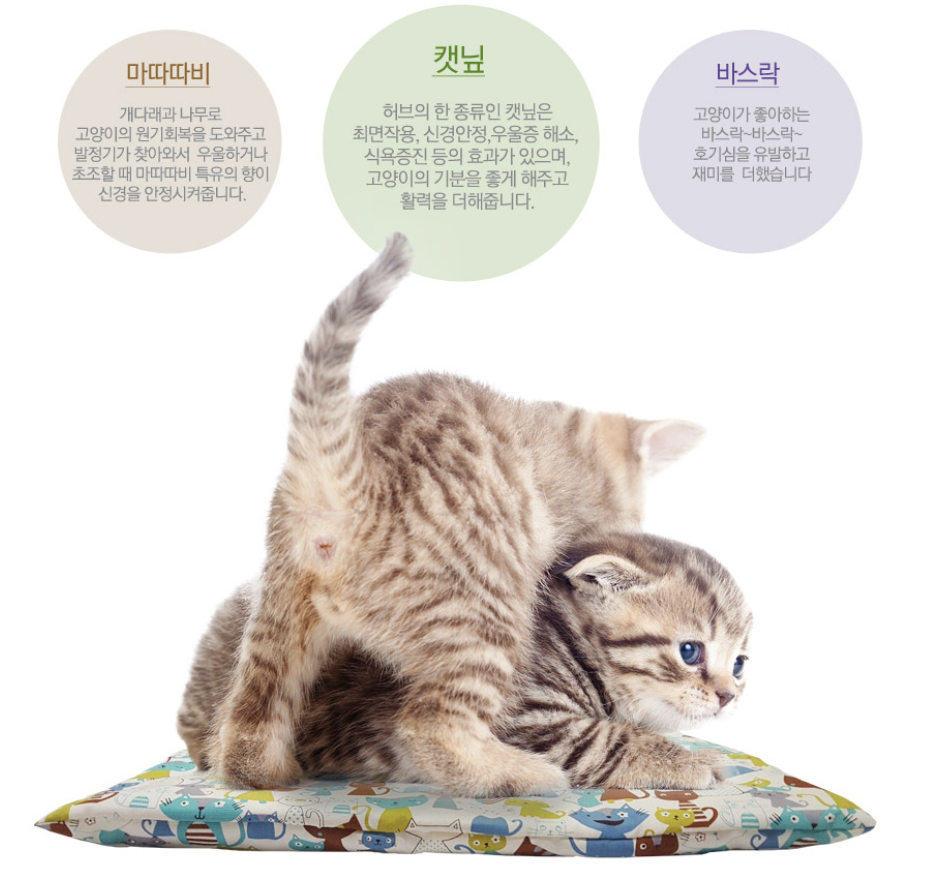 마따따비
개다래과 나무로
고양이의 원기회복을 도와주고
발정기가 찾아와서 우울하거나
초조할 때 마따따비 특유의 향이
신경을 안정시켜줍니다.
캣닢
허브의 한 종류인 캣닢은
최면작용, 신경안정,우울증 해소,
식욕증진 등의 효과가 있으며,
고양이의 기분을 좋게 해주고
활력을 더해줍니다.
바스락
고양이가 좋아하는
바스락~바스락~
호기심을 유발하고
재미를 더했습니다